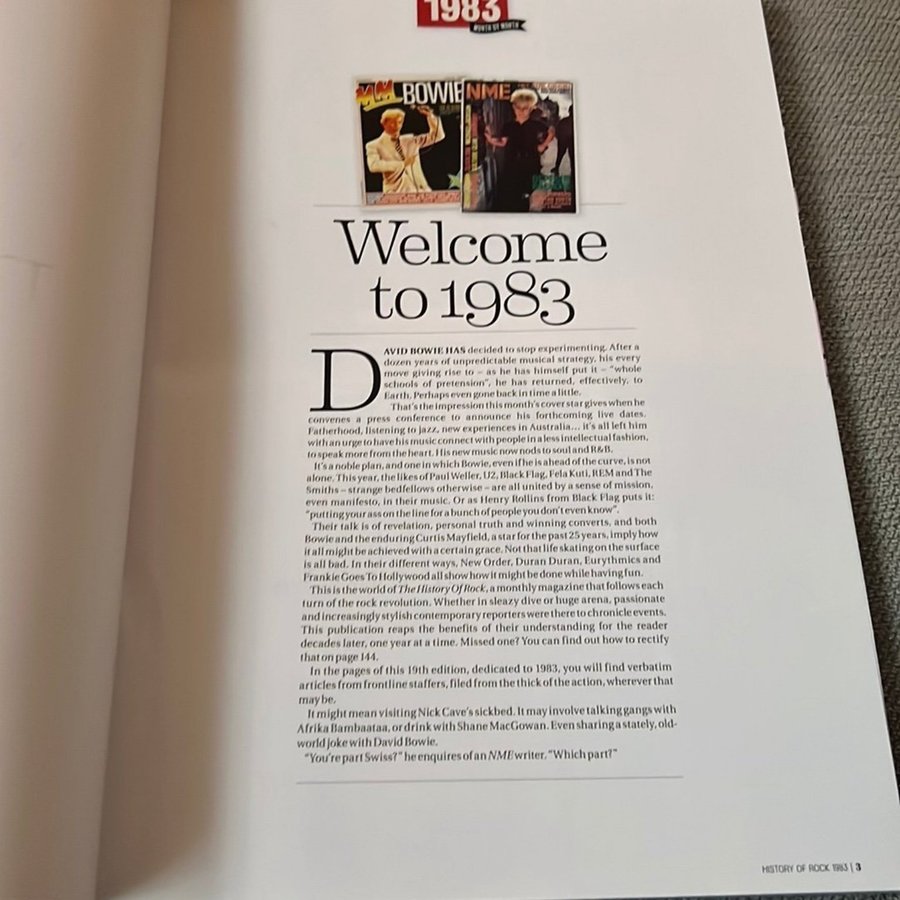 1983
MONTH BY MONTH
MM BOWIE
NME
Welcome
to 1983
DAVID BOWIE HAS decided to stop experimenting. After a
dozen years of unpredictable musical strategy, his every
move giving rise to – as he has himself put it – “whole
schools of pretension”, he has returned, effectively, to
Earth. Perhaps even gone back in time a little.
That's the impression this month's cover star gives when he
convenes a press conference to announce his forthcoming live dates.
Fatherhood, listening to jazz, new experiences in Australia... it's all left him
with an urge to have his music connect with people in a less intellectual fashion,
to speak more from the heart. His new music now nods to soul and R&B.
It's a noble plan, and one in which Bowie, even if he is ahead of the curve, is not
alone. This year, the likes of Paul Weller, U2, Black Flag, Fela Kuti, REM and The
Smiths – strange bedfellows otherwise – are all united by a sense of mission,
even manifesto, in their music. Or as Henry Rollins from Black Flag puts it:
“putting your ass on the line for a bunch of people you don't even know”.
Their talk is of revelation, personal truth and winning converts, and both
Bowie and the enduring Curtis Mayfield, a star for the past 25 years, imply how
it all might be achieved with a certain grace. Not that life skating on the surface
is all bad. In their different ways, New Order, Duran Duran, Eurythmics and
Frankie Goes To Hollywood all show how it might be done while having fun.
This is the world of The History Of Rock, a monthly magazine that follows each
turn of the rock revolution. Whether in sleazy dive or huge arena, passionate
and increasingly stylish contemporary reporters were there to chronicle events.
This publication reaps the benefits of their understanding for the reader
decades later, one year at a time. Missed one? You can find out how to rectify
that on page 144.
In the pages of this 19th edition, dedicated to 1983, you will find verbatim
articles from frontline staffers, filed from the thick of the action, wherever that
may be.
It might mean visiting Nick Cave's sickbed. It may involve talking gangs with
Afrika Bambaataa, or drink with Shane MacGowan. Even sharing a stately, old-
world joke with David Bowie.
“You're part Swiss?” he enquires of an NME writer. “Which part?”
HISTORY OF ROCK 1983 | 3